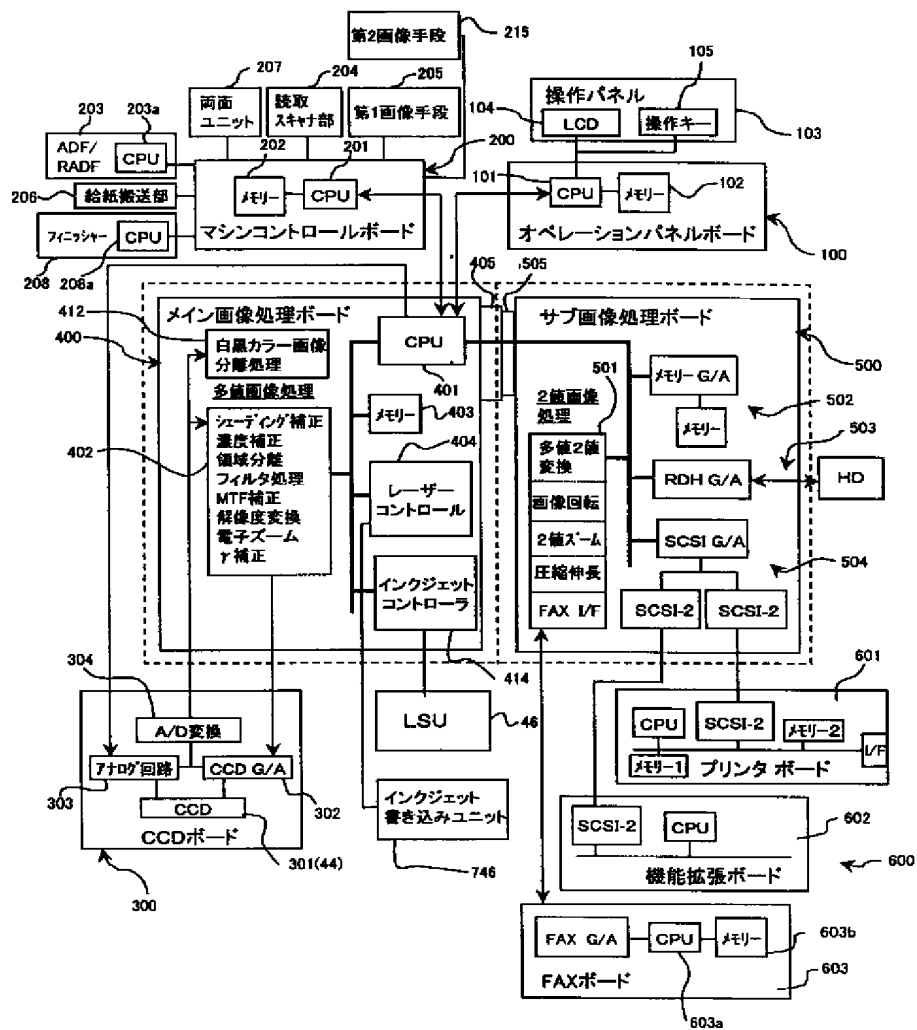 第2画像手段
215
207
204
205
両面
ユニット
読取
スキャナ部
第1画像手段
105
操作パネル
104
LCD
操作キー
103
203
203a
ADF/
RADF
CPU
202
201
200
メモリー
CPU
マシンコントロールボード
206
給紙搬送部
フィニッシャー
CPU
208
208a
101
CPU
メモリー
102
オペレーションパネルボード
100
405
505
412
メイン画像処理ボード
400
白黒カラー画像
分離処理
CPU
401
多値画像処理
402
シェーディング補正
濃度補正
領域分離
フィルタ処理
MTF補正
解像度変換
電子ズーム
γ補正
メモリー
403
404
レーザー
コントロール
インクジェット
コントローラ
414
サブ画像処理ボード
500
501
2値画像
処理
多値2値
変換
画像回転
2値ズーム
圧縮伸長
FAX I/F
メモリー G/A
メモリー
502
503
RDH G/A
HD
SCSI G/A
504
SCSI-2
SCSI-2
304
A/D変換
アナログ回路
CCD G/A
303
CCD
302
CCDボード
301(44)
300
LSU
46
インクジェット
書き込みユニット
746
601
CPU
SCSI-2
メモリー2
I/F
メモリー1
プリンタ ボード
SCSI-2
CPU
602
機能拡張ボード
600
FAX G/A
CPU
メモリー
603b
FAXボード
603
603a